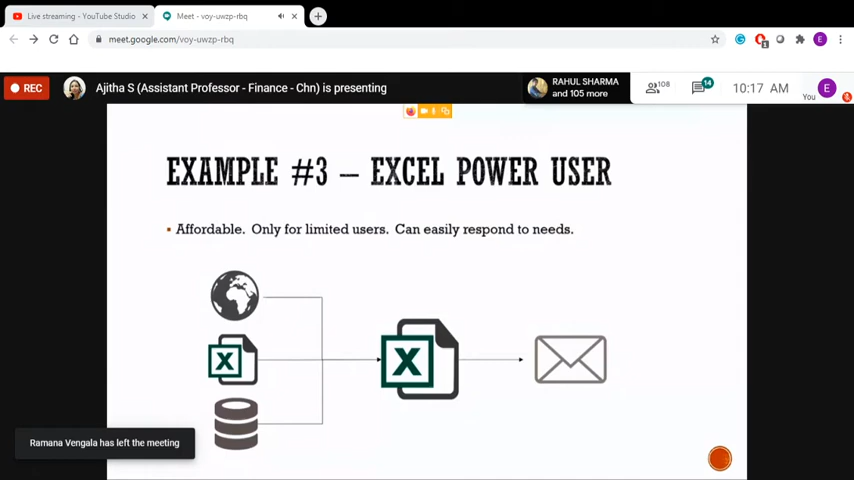 Live streaming - YouTube Studio
Meet - voy-uwzp-rbq
meet.google.com/voy-uwzp-rbq
REC
Ajitha S (Assistant Professor - Finance - Chn) is presenting
RAHUL SHARMA
and 105 more
108
14
10:17 AM
You
E
E
1
EXAMPLE #3 – EXCEL POWER USER
Affordable. Only for limited users. Can easily respond to needs.
X
X
Ramana Vengala has left the meeting